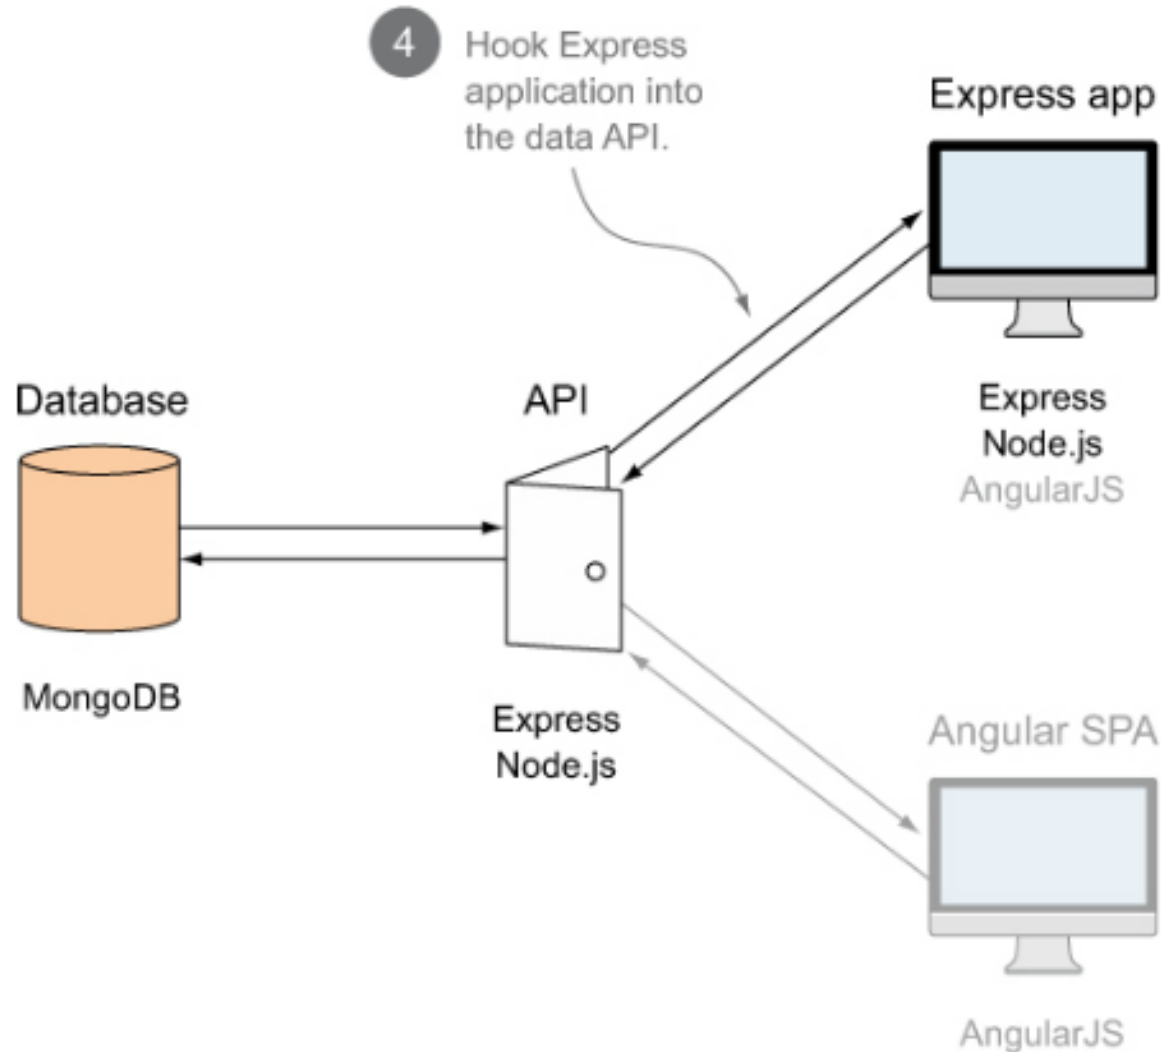 4
Hook Express
application into
the data API.
Express app
Express
Node.js
AngularJS
Database
MongoDB
API
Express
Node.js
Angular SPA
AngularJS